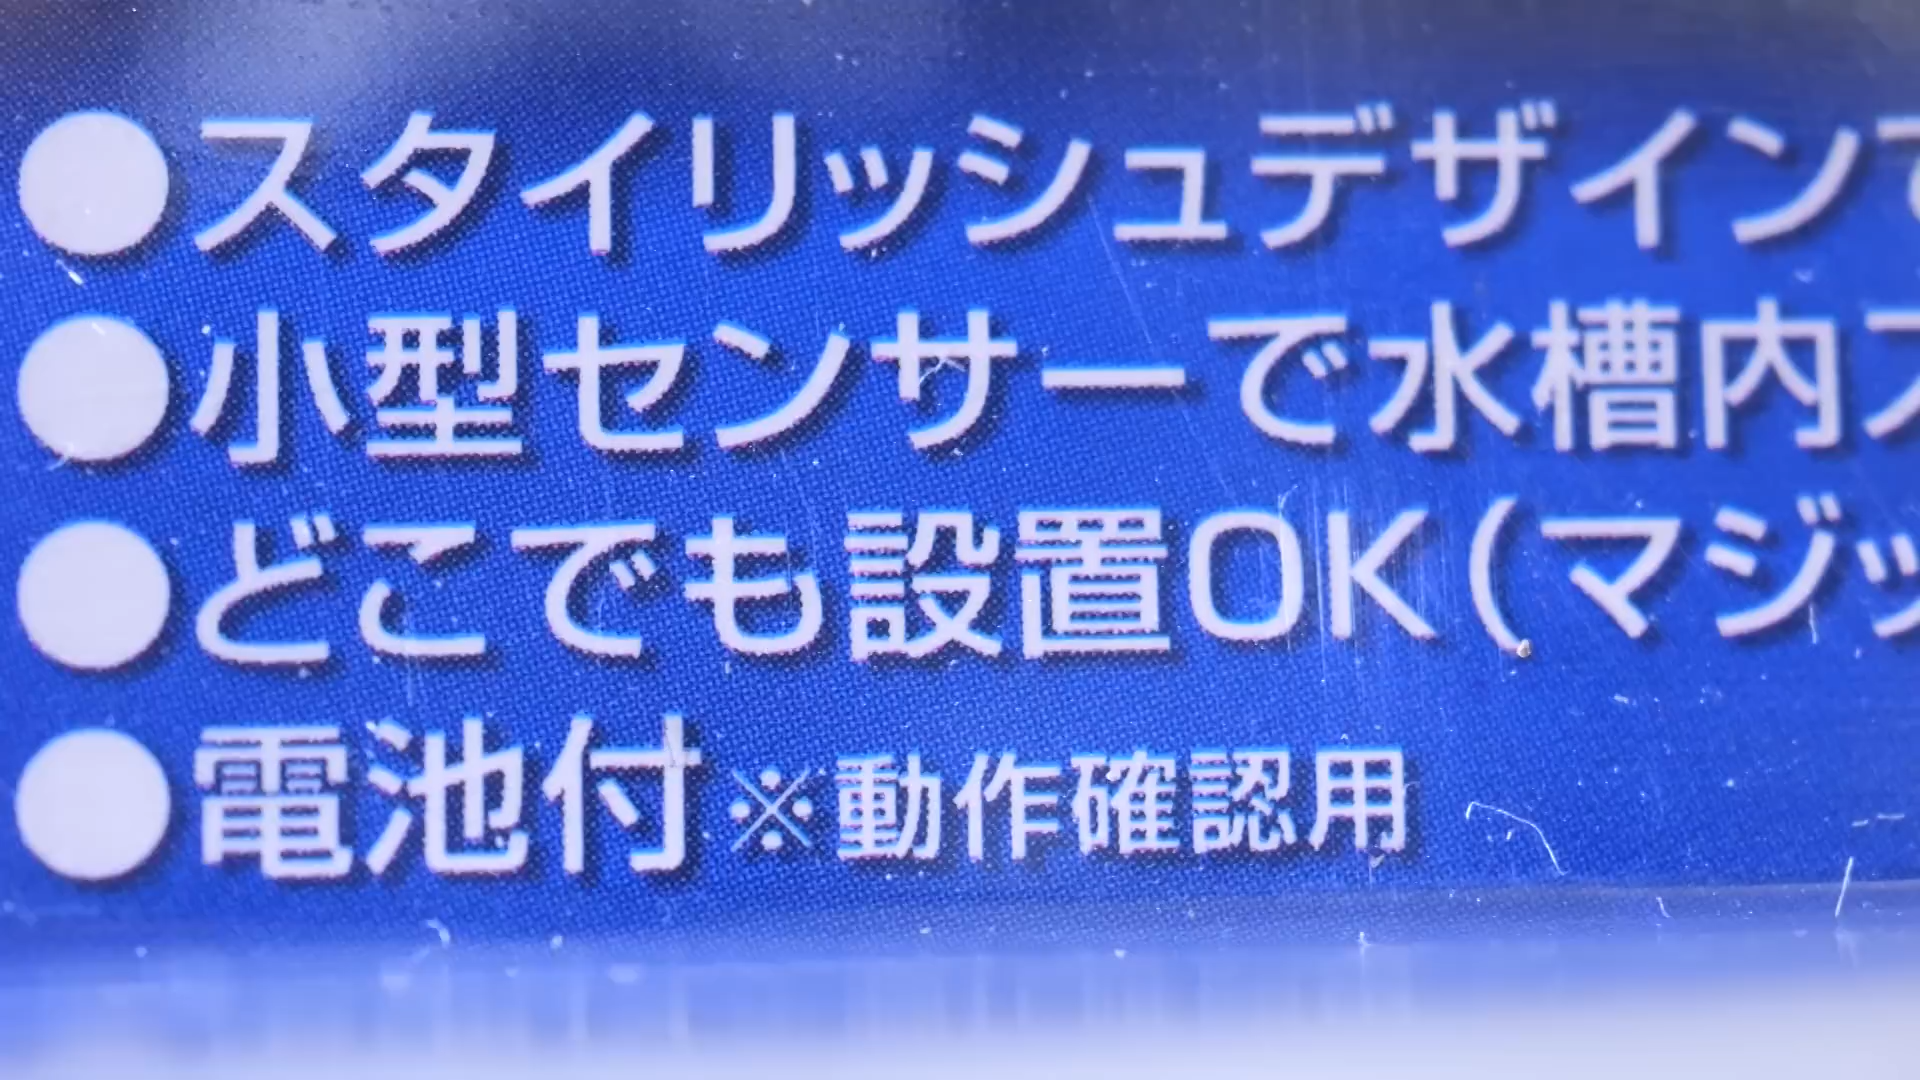 ●スタイリッシュデザインで
●小型センサーで水槽内ス
●どこでも設置OK(マジッ
●電池付※動作確認用